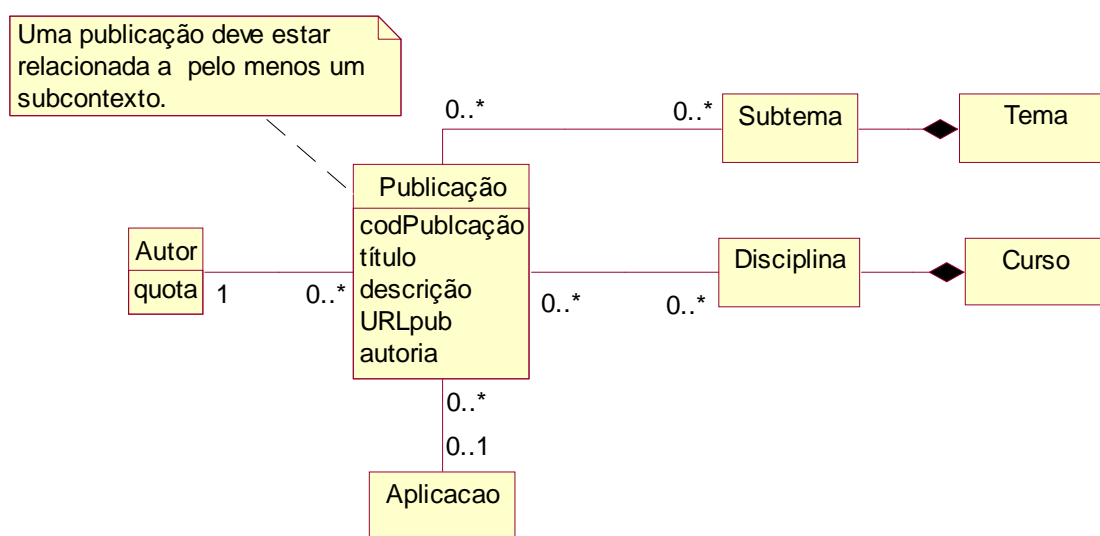 Uma publicação deve estar
relacionada a pelo menos um
subcontexto.
0..*
0..*
Subtema
Tema
Publicação
codPublcação
título
descrição
URLpub
autoria
Autor
quota
1
0..*
0..*
0..*
Disciplina
Curso
0..*
0..1
Aplicacao